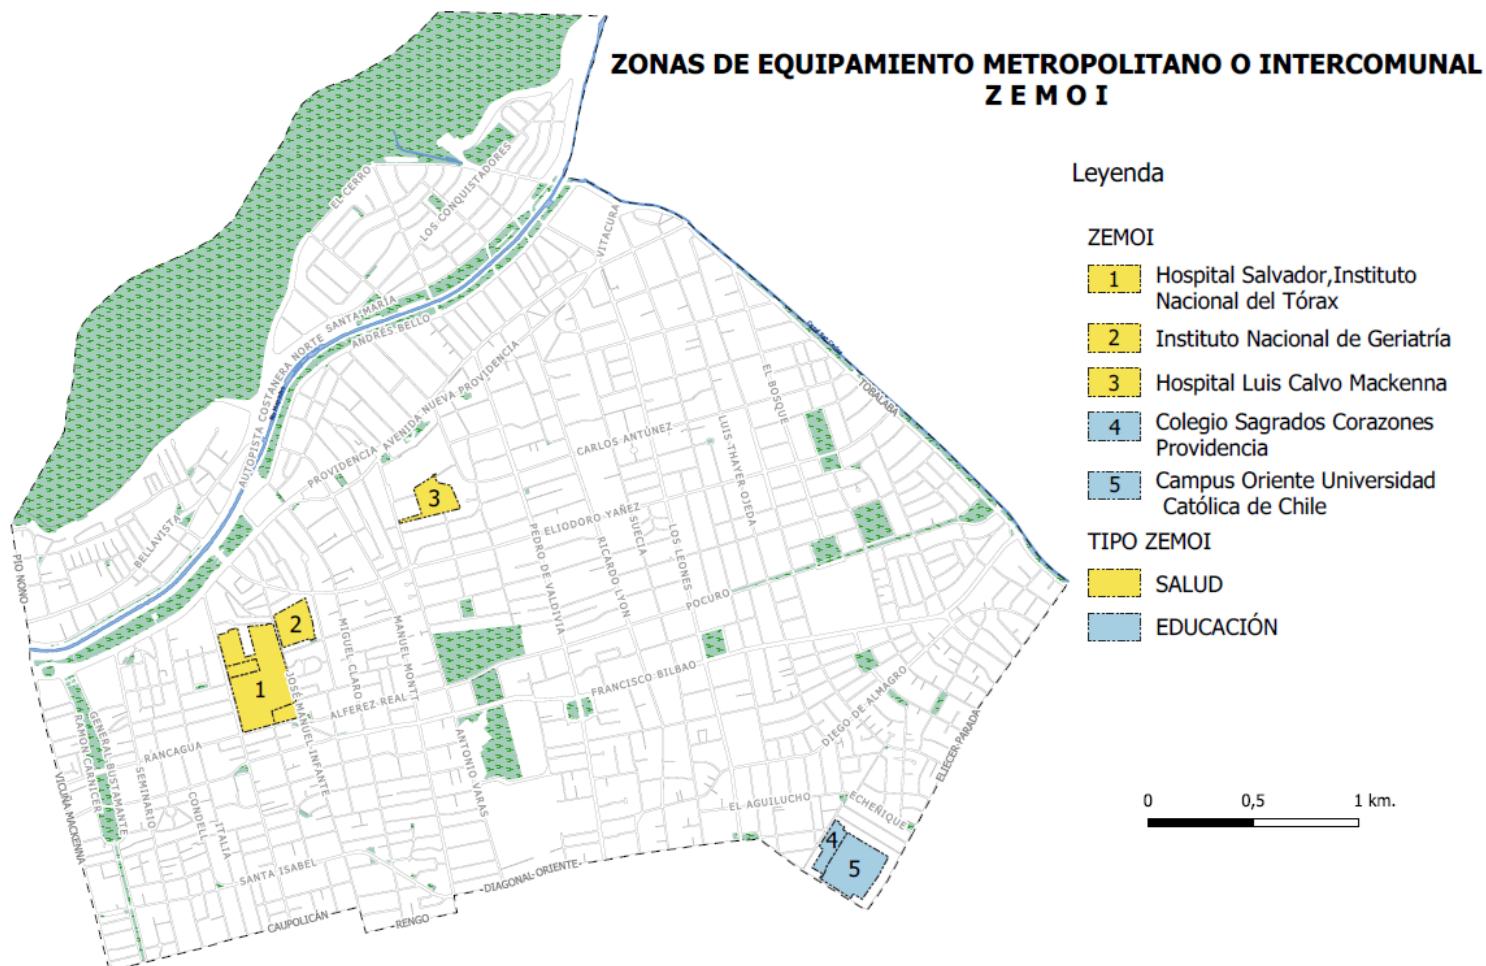 ZONAS DE EQUIPAMIENTO METROPOLITANO O INTERCOMUNAL
Z E M O I
Leyenda
ZEMOI
1 Hospital Salvador,Instituto
Nacional del Tórax
2 Instituto Nacional de Geriatría
3 Hospital Luis Calvo Mackenna
4 Colegio Sagrados Corazones
Providencia
5 Campus Oriente Universidad
Católica de Chile
TIPO ZEMOI
SALUD
EDUCACIÓN
0 0,5 1 km.
EL CERRO
LOS CONQUISTADORES
VITACURA
SANTA MARÍA
ANDRÉS BELLO
AUTOPISTA COSTANERA NORTE
PROVIDENCIA
AVENIDA NUEVA PROVIDENCIA
EL BOSQUE
TOBALABA
CARLOS ANTÚNEZ
LUIS THAYER OJEDA
3
ELIODORO YAÑEZ
SUECIA
LOS LEONES
PEDRO DE VALDIVIA
RICARDO LYON
BELLAVISTA
PIO NONO
POCURO
2
MIGUEL CLARO
MANUEL MONTT
1
JOSÉ MANUEL INFANTE
ALFEREZ REAL
FRANCISCO BILBAO
DIEGO DE ALMAGRO
ELIECER PARADA
RANCAGUA
GENERAL BUSTAMANTE
RAMON CARNICER
VICUÑA MACKENNA
SEMINARIO
CONDELL
ITALIA
ANTONIO VARAS
EL AGUILUCHO
ECHEÑIQUE
4
5
SANTA ISABEL
DIAGONAL ORIENTE
CAUPOLICÁN
RENGO